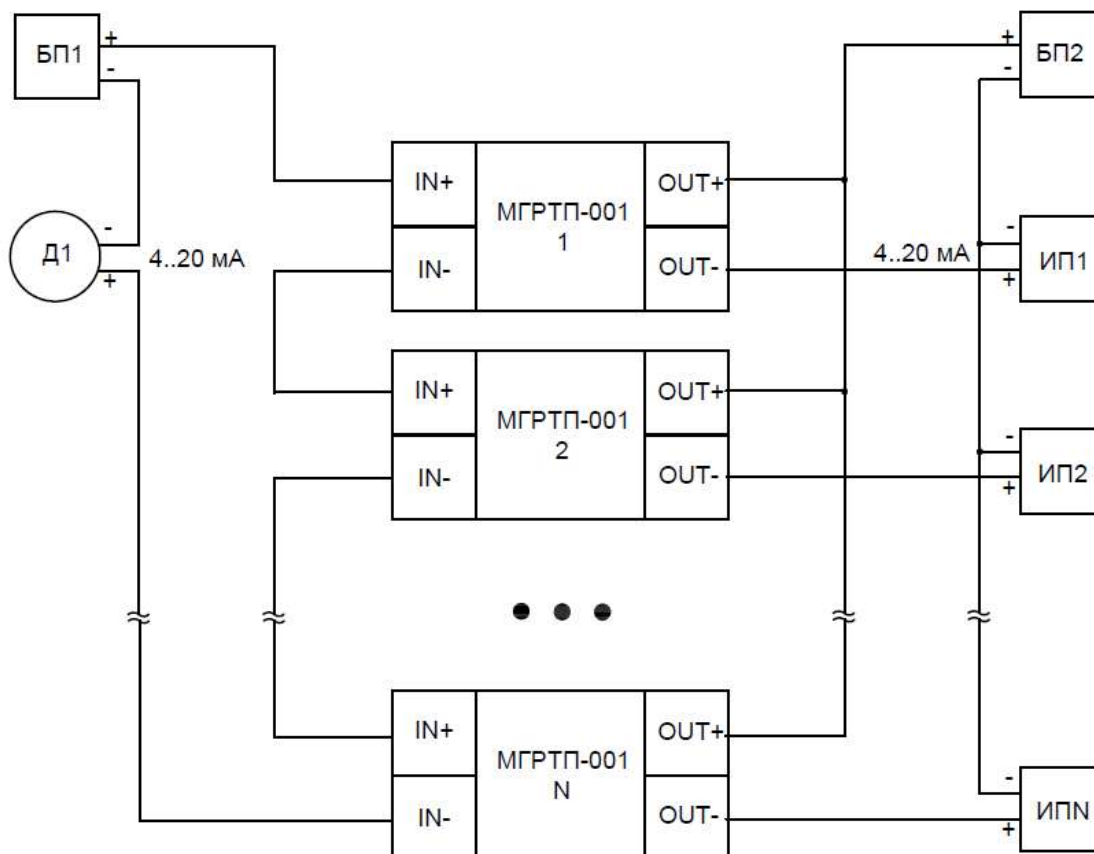 БП1
+
-
+
-
БП2
IN+
МГРТП-001
1
OUT+
IN-
OUT-
Д1
-
+
4..20 мА
4..20 мА
-
+
ИП1
IN+
МГРТП-001
2
OUT+
IN-
OUT-
-
+
ИП2
IN+
МГРТП-001
N
OUT+
IN-
OUT-
-
+
ИПN